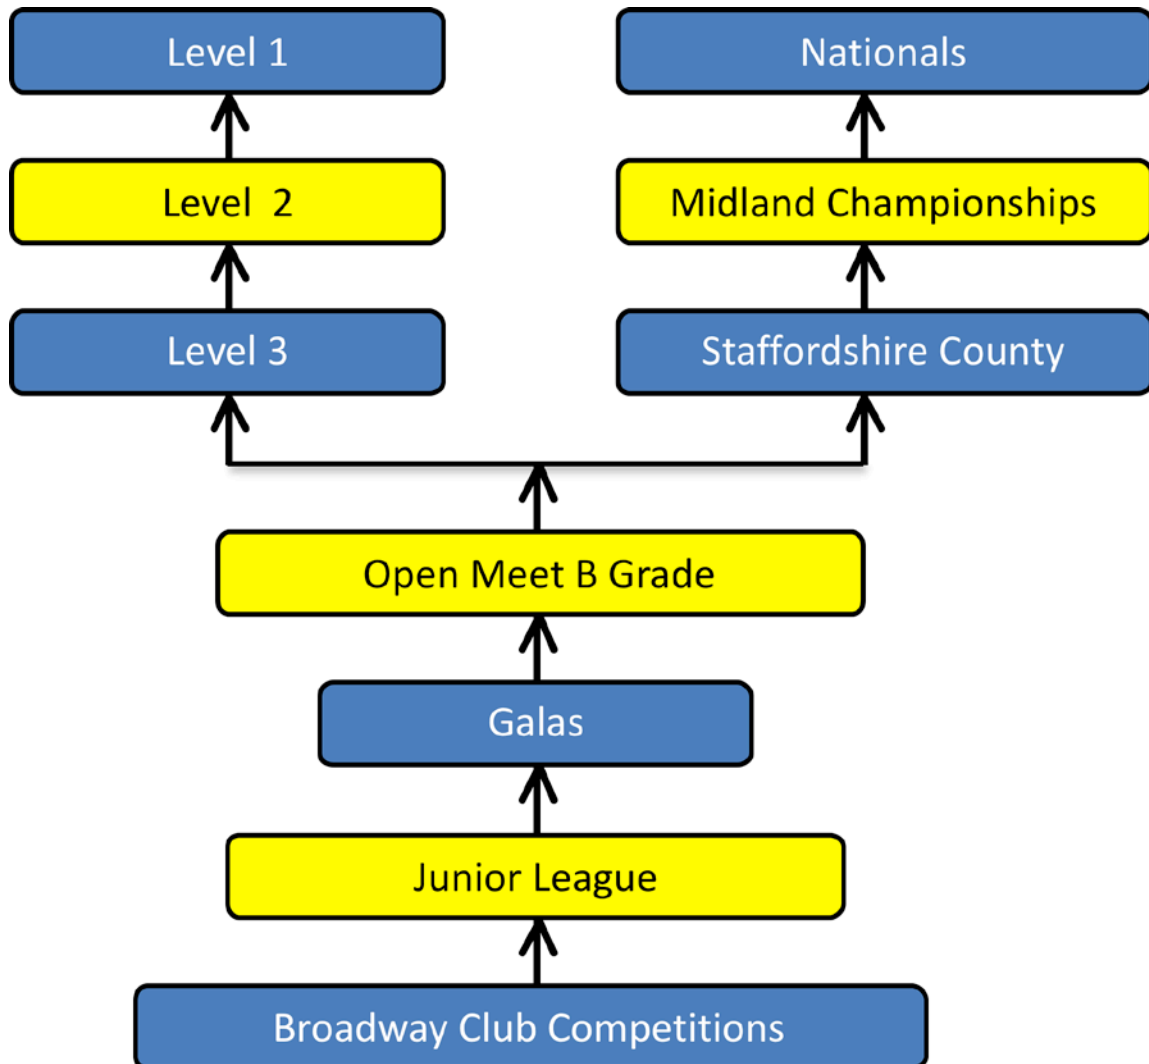 Level 1
Nationals
Level 2
Midland Championships
Level 3
Staffordshire County
Open Meet B Grade
Galas
Junior League
Broadway Club Competitions